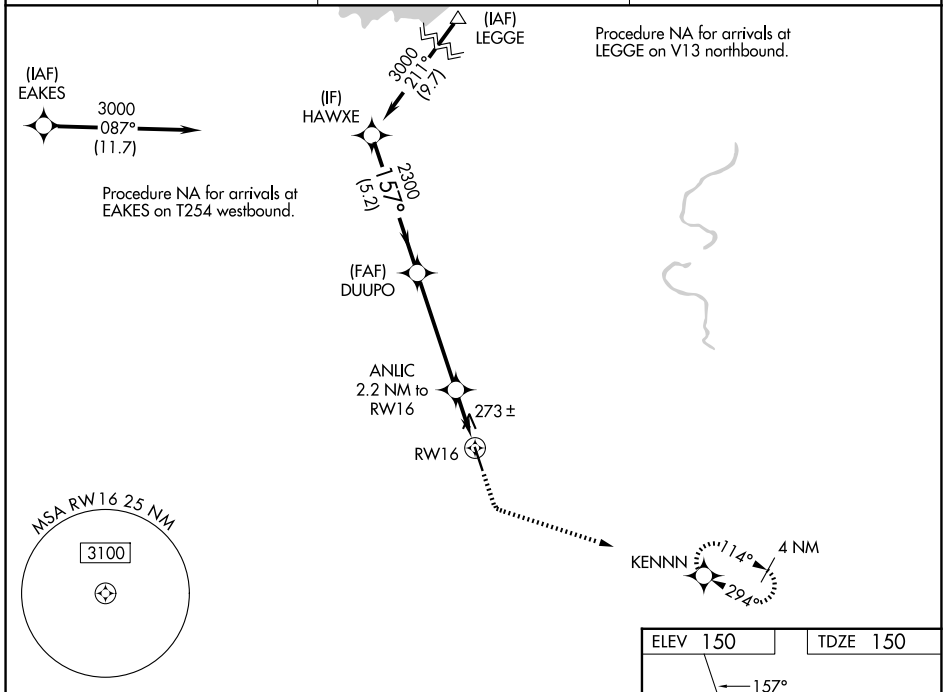 (IAF)
LEGGE
Procedure NA for arrivals at
LEGGE on V13 northbound.
3000
211°
(9.7)
(IAF)
EAKES
3000
087°
(11.7)
(IF)
HAWXE
Procedure NA for arrivals at
EAKES on T254 westbound.
2300
157°
(5.2)
(FAF)
DUUPO
ANLIC
2.2 NM to
RW16
273 ±
RW16
MSA RW16 25 NM
3100
KENNN
114°
4 NM
294°
ELEV 150
TDZE 150
157°